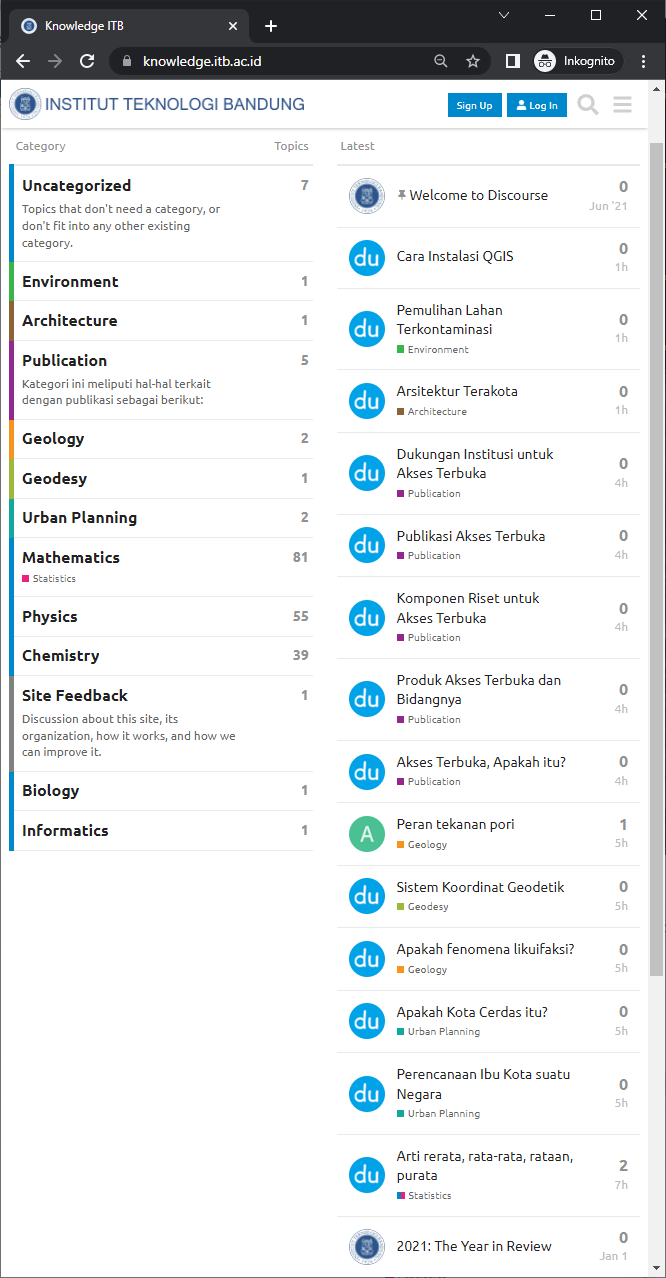 Knowledge ITB
knowledge.itb.ac.id
Inkognito
INSTITUT TEKNOLOGI BANDUNG
Sign Up
Log In
Category Topics
Uncategorized 7
Topics that don't need a category, or
don't fit into any other existing
category.
Environment 1
Architecture 1
Publication 5
Kategori ini meliputi hal-hal terkait
dengan publikasi sebagai berikut:
Geology 2
Geodesy 1
Urban Planning 2
Mathematics 81
Statistics
Physics 55
Chemistry 39
Site Feedback 1
Discussion about this site, its
organization, how it works, and how we
can improve it.
Biology 1
Informatics 1
Latest
Welcome to Discourse 0
Jun '21
du
Cara Instalasi QGIS 0
1h
du
Pemulihan Lahan
Terkontaminasi 0
Environment 1h
du
Arsitektur Terakota 0
Architecture 1h
du
Dukungan Institusi untuk
Akses Terbuka 0
Publication 4h
du
Publikasi Akses Terbuka 0
Publication 4h
du
Komponen Riset untuk
Akses Terbuka 0
Publication 4h
du
Produk Akses Terbuka dan
Bidangnya 0
Publication 4h
du
Akses Terbuka, Apakah itu? 0
Publication 4h
A
Peran tekanan pori 1
Geology 5h
du
Sistem Koordinat Geodetik 0
Geodesy 5h
du
Apakah fenomena likuifaksi? 0
Geology 5h
du
Apakah Kota Cerdas itu? 0
Urban Planning 5h
du
Perencanaan Ibu Kota suatu
Negara 0
Urban Planning 5h
du
Arti rerata, rata-rata, rataan,
purata 2
Statistics 7h
2021: The Year in Review 0
Jan 1